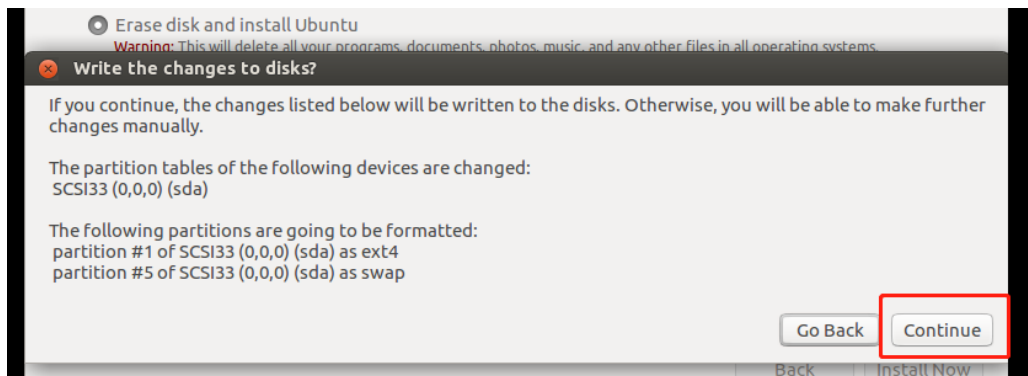 Erase disk and install Ubuntu
Warning: This will delete all your programs, documents, photos, music, and any other files in all operating systems.
Write the changes to disks?
If you continue, the changes listed below will be written to the disks. Otherwise, you will be able to make further
changes manually.
The partition tables of the following devices are changed:
SCSI33 (0,0,0) (sda)
The following partitions are going to be formatted:
partition #1 of SCSI33 (0,0,0) (sda) as ext4
partition #5 of SCSI33 (0,0,0) (sda) as swap
Go Back Continue
Back Install Now